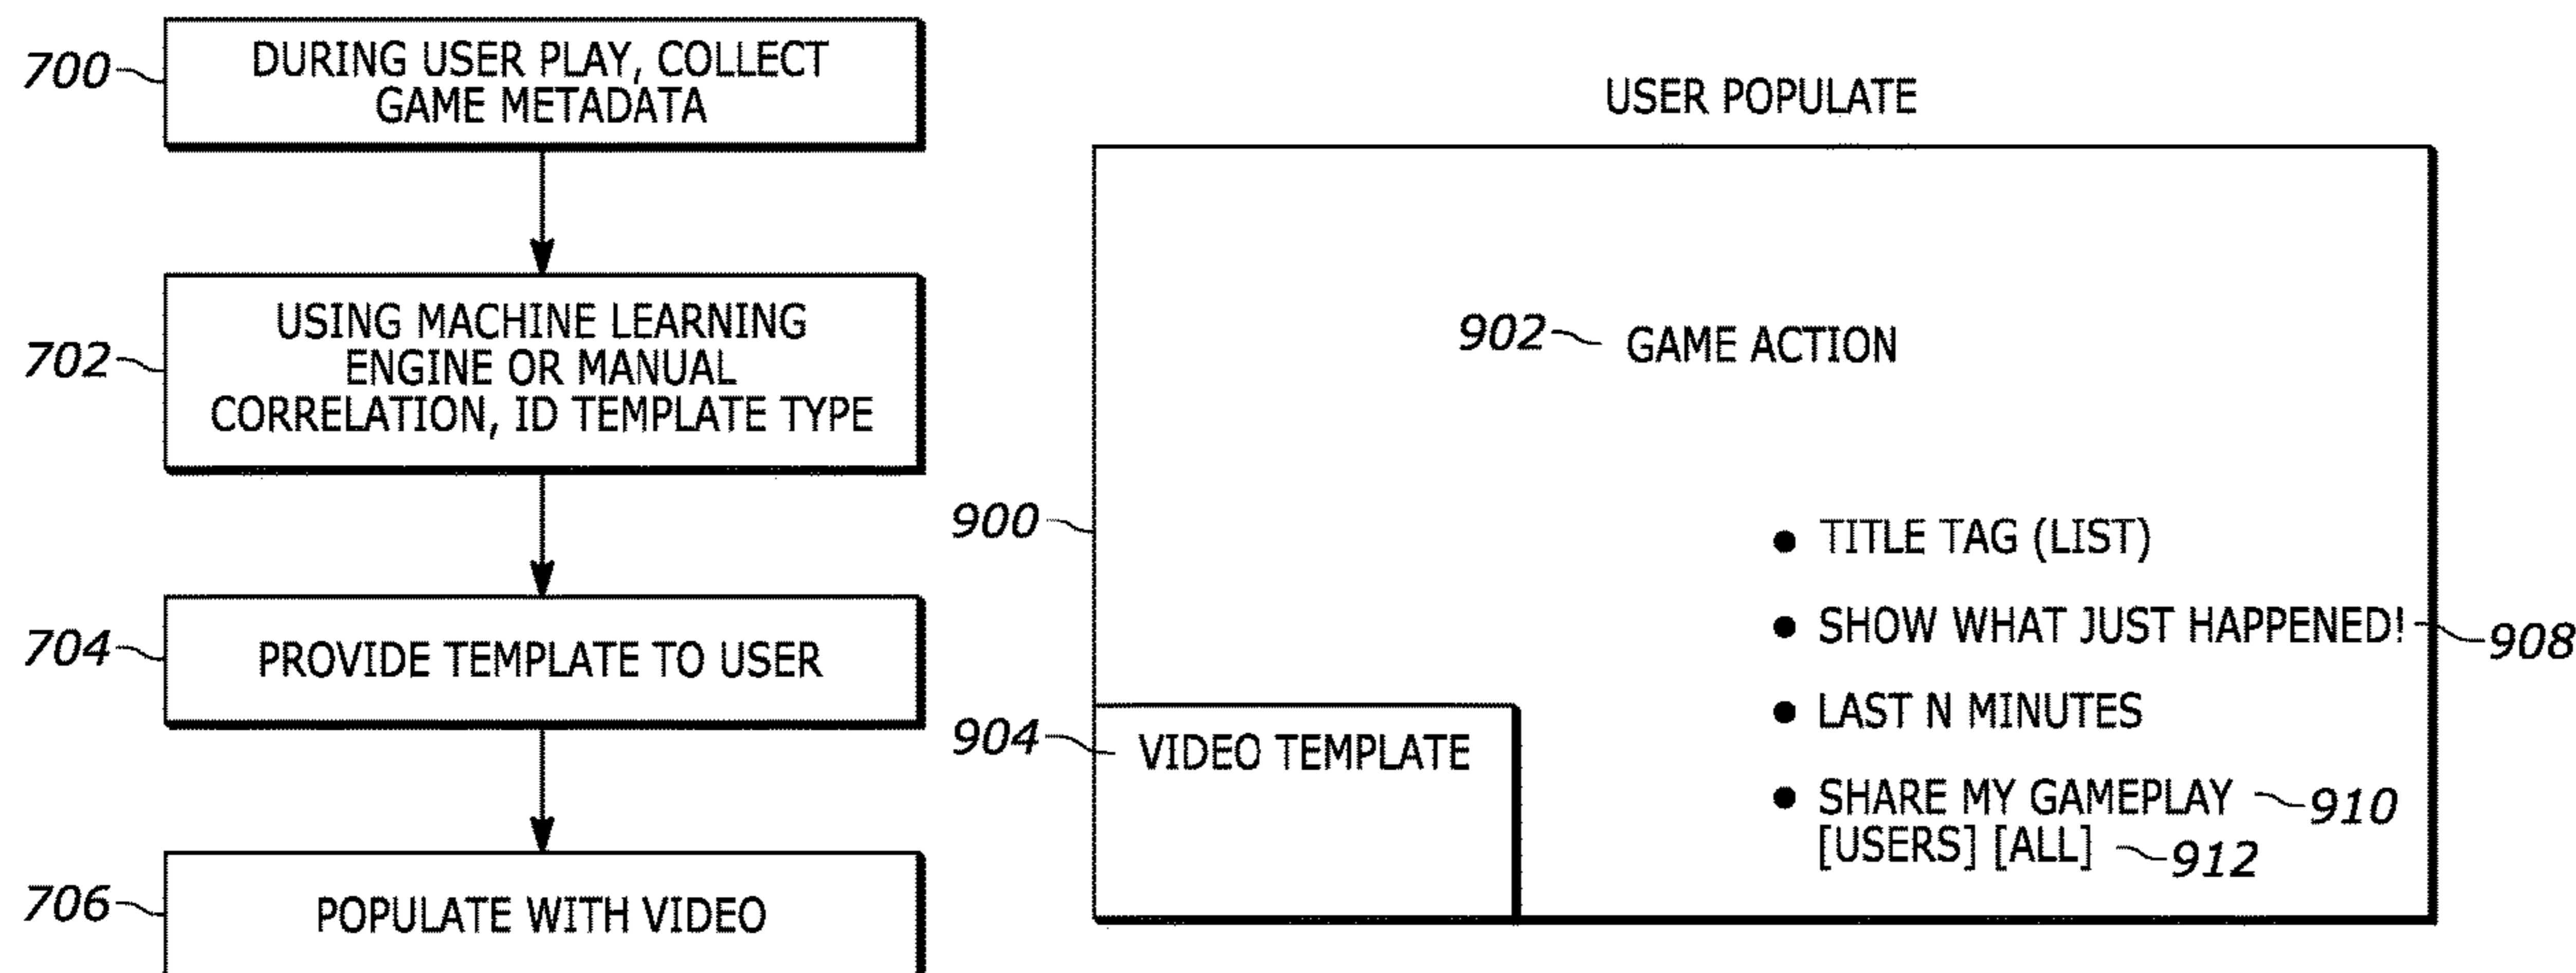 700
DURING USER PLAY, COLLECT
GAME METADATA
702
USING MACHINE LEARNING
ENGINE OR MANUAL
CORRELATION, ID TEMPLATE TYPE
704
PROVIDE TEMPLATE TO USER
706
POPULATE WITH VIDEO
USER POPULATE
902 GAME ACTION
900
● TITLE TAG (LIST)
● SHOW WHAT JUST HAPPENED! 908
● LAST N MINUTES
904 VIDEO TEMPLATE
● SHARE MY GAMEPLAY 910
[USERS] [ALL] 912